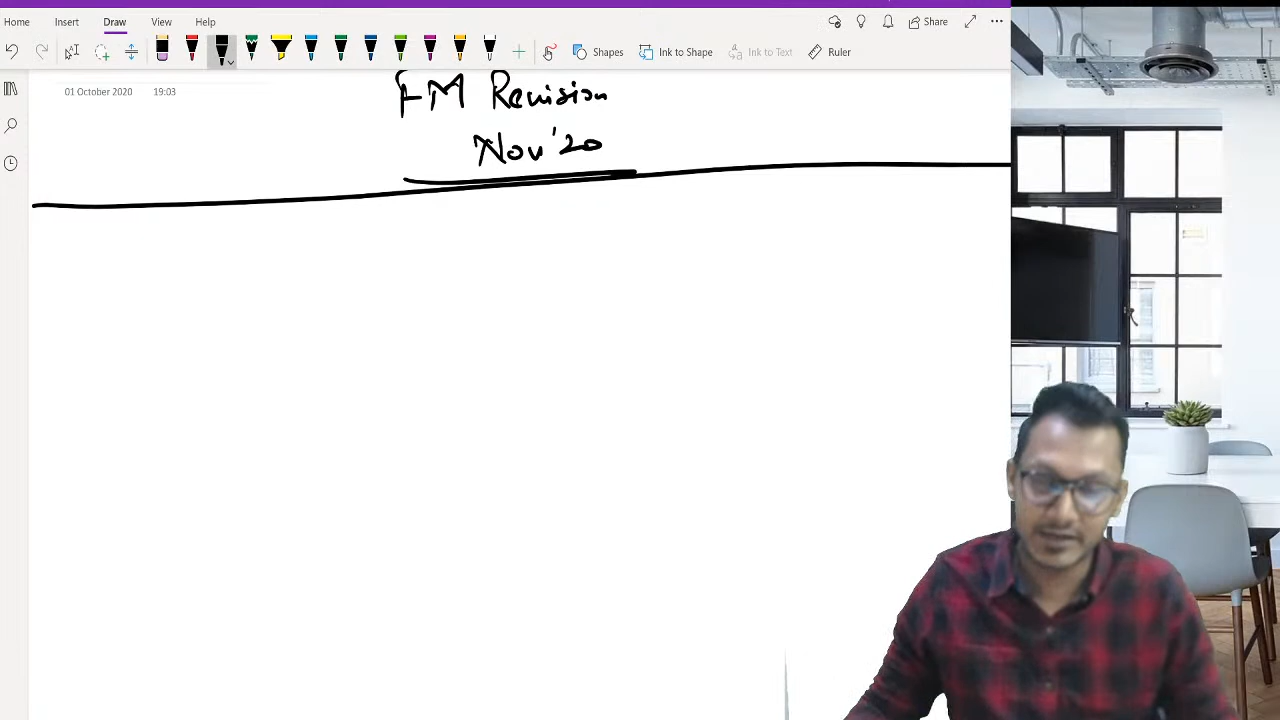 Home Insert Draw View Help
Share
Shapes Ink to Shape Ink to Text Ruler
01 October 2020 19:03
FM Revision
Nov'20